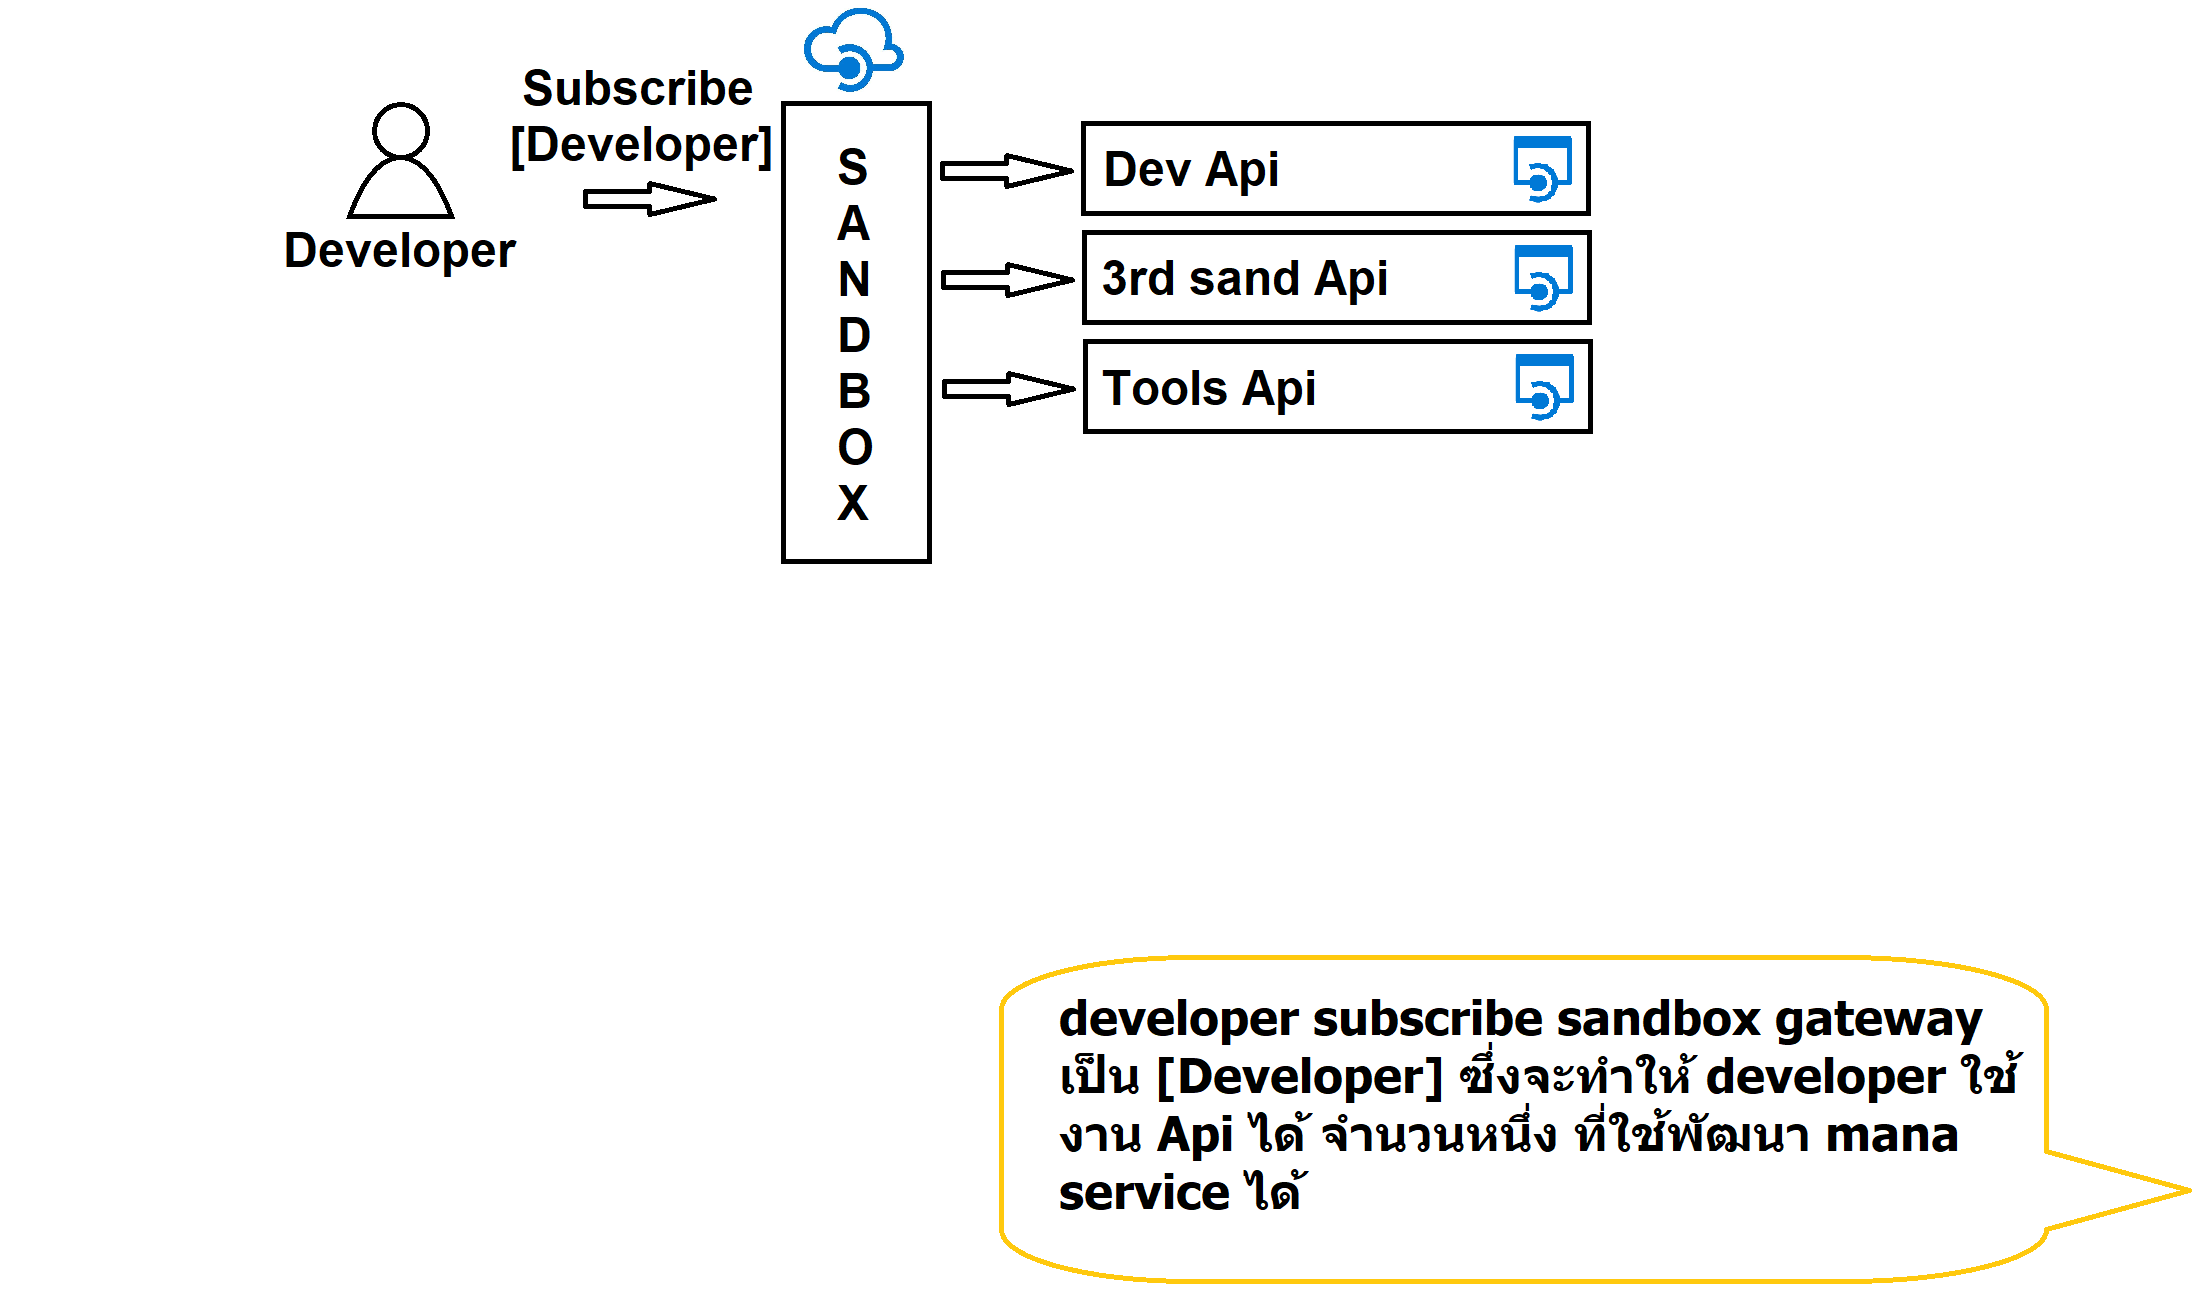 Subscribe
[Developer]
Developer
S
A
N
D
B
O
X
Dev Api
3rd sand Api
Tools Api
developer subscribe sandbox gateway
เป็น [Developer] ซึ่งจะทำให้ developer ใช้
งาน Api ได้ จำนวนหนึ่ง ที่ใช้พัฒนา mana
service ได้